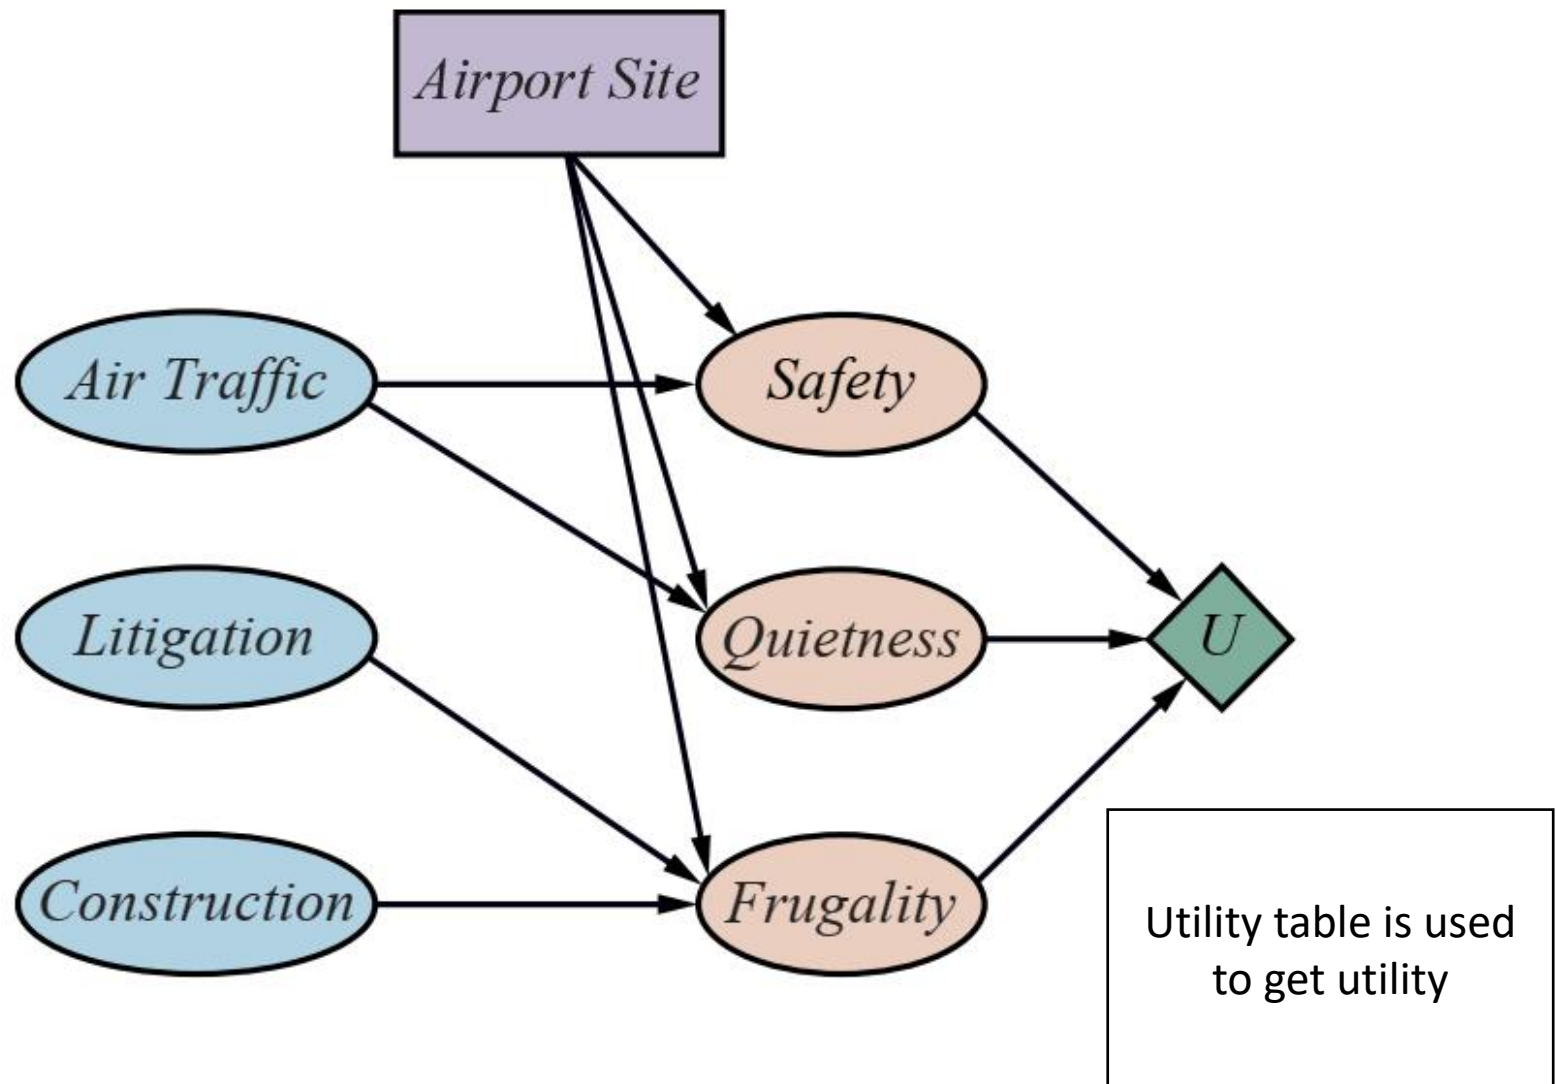 Airport Site
Air Traffic
Safety
Litigation
Quietness
U
Construction
Frugality
Utility table is used
to get utility